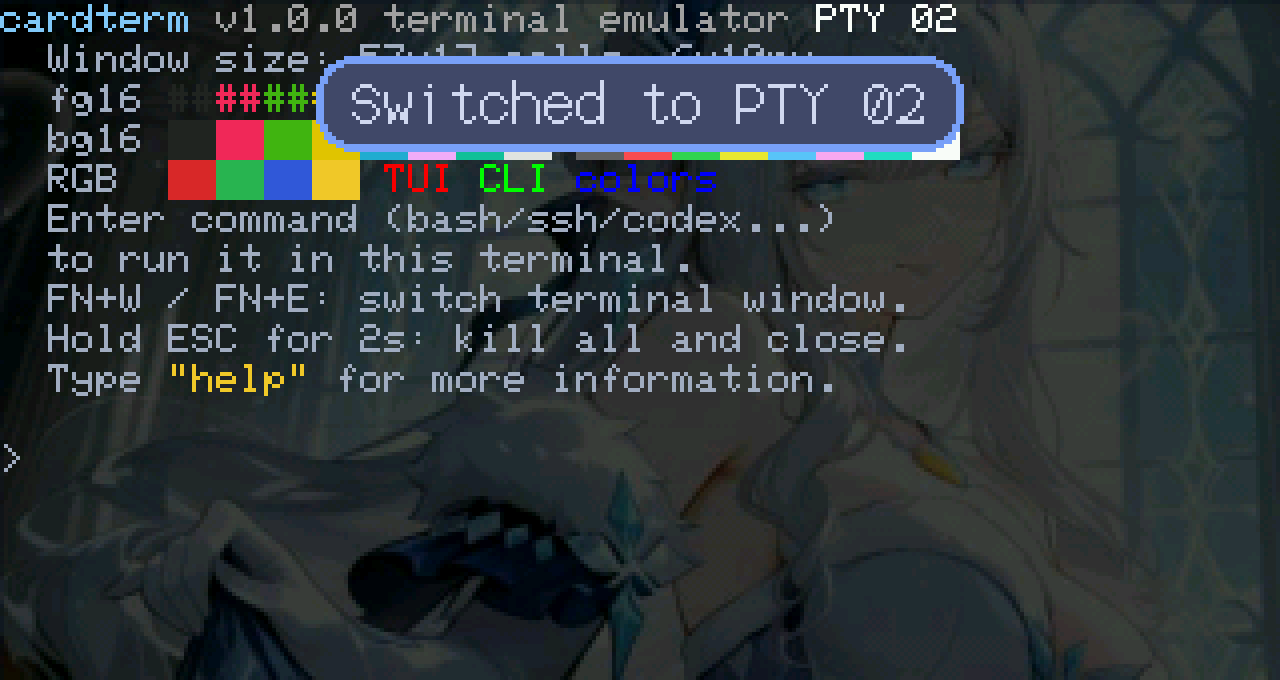 cardterm v1.0.0 terminal emulator PTY 02
Window size:
Switched to PTY 02
fg16 ######
bg16
RGB TUI CLI colors
Enter command (bash/ssh/codex...)
to run it in this terminal.
FN+W / FN+E: switch terminal window.
Hold ESC for 2s: kill all and close.
Type "help" for more information.
>